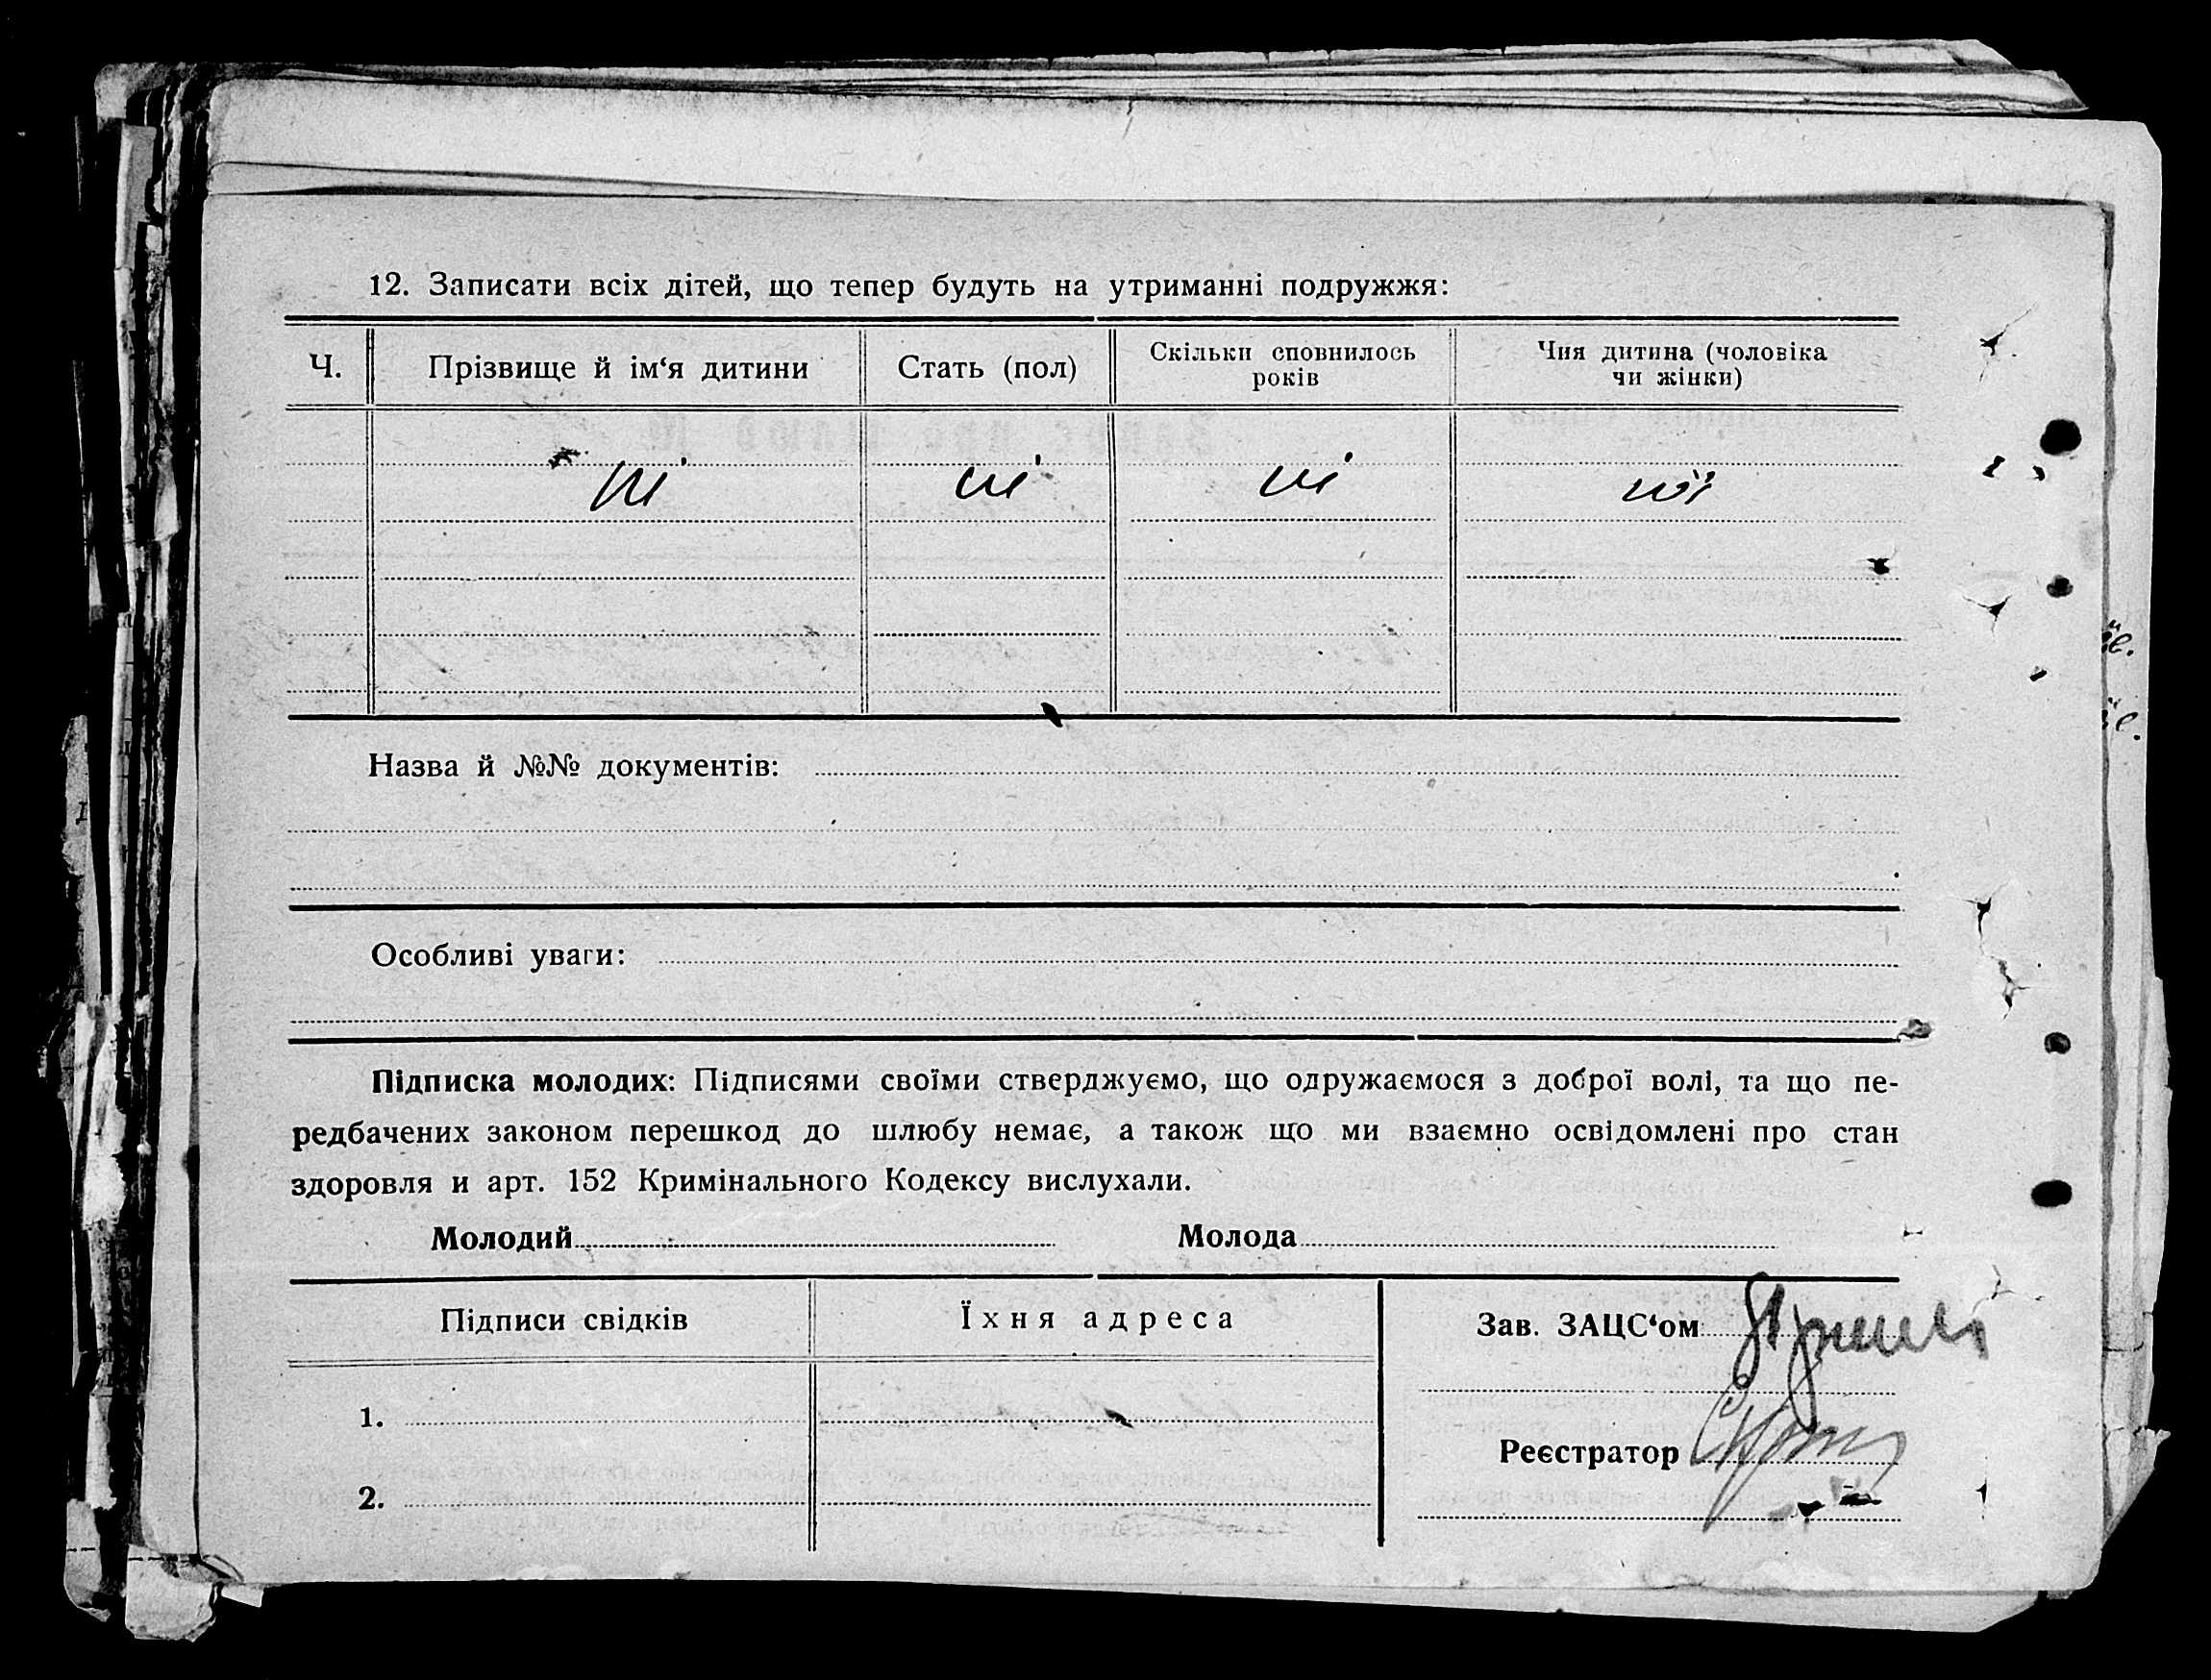 12. Записати всіх дітей, що тепер будуть на утриманні подружжя:
Ч. Прізвище й ім‘я дитини Стать (пол) Скільки сповнилось років Чия дитина (чоловіка чи жінки)
ні ні ні ні
Назва й №№ документів:
Особливі уваги:
Підписка молодих: Підписями своїми стверджуємо, що одружаємося з доброї волі, та що пе-
редбачених законом перешкод до шлюбу немає, а також що ми взаємно освідомлені про стан
здоровля и арт. 152 Кримінального Кодексу вислухали.
Молодий Молода
Підписи свідків Їхня адреса Зав. ЗАЦС‘ом
1.
Реєстратор
2.